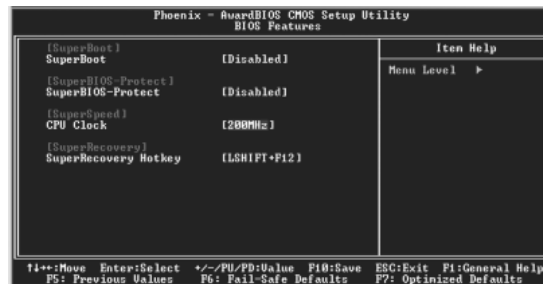 Phoenix - AwardBIOS CMOS Setup Utility
BIOS Features
[SuperBoot]
SuperBoot [Disabled]
[SuperBIOS-Protect]
SuperBIOS-Protect [Disabled]
[SuperSpeed]
CPU Clock [200MHz]
[SuperRecovery]
SuperRecovery Hotkey [LSHIFT+F12]
Item Help
Menu Level ►
↑↓→←:Move Enter:Select +/-/PU/PD:Value F10:Save ESC:Exit F1:General Help
F5: Previous Values F6: Fail-Safe Defaults F7: Optimized Defaults